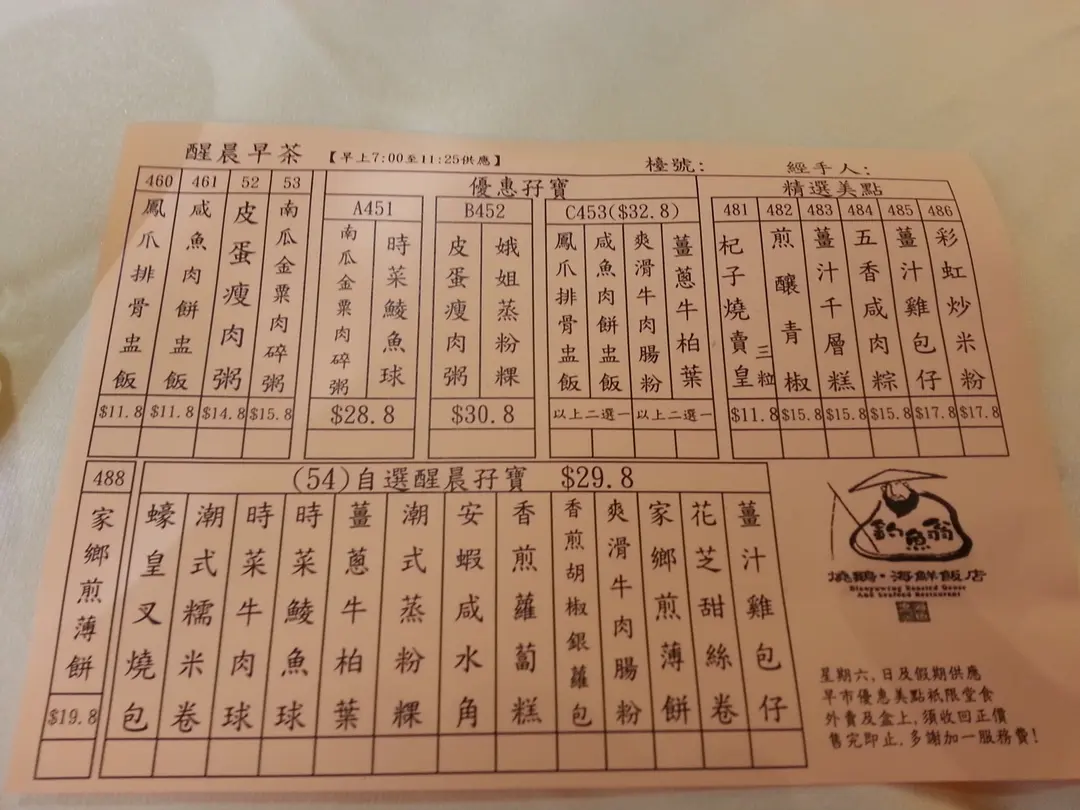 醒晨早茶 【早上7:00至11:25供應】 檯號: 經手人:
優惠孖寶
精選美點
460 鳳爪排骨盅飯 $11.8
461 咸魚肉餅盅飯 $11.8
52 皮蛋瘦肉粥 $14.8
53 南瓜金粟肉碎粥 $15.8
A451
南瓜金粟肉碎粥
時菜鯪魚球
$28.8
B452
皮蛋瘦肉粥
娥姐蒸粉粿
$30.8
C453($32.8)
鳳爪排骨盅飯
咸魚肉餅盅飯
以上二選一
爽滑牛肉腸粉
薑蔥牛柏葉
以上二選一
481 杞子燒賣皇三粒 $11.8
482 煎釀青椒 $15.8
483 薑汁千層糕 $15.8
484 五香咸肉粽 $15.8
485 薑汁雞包仔 $17.8
486 彩虹炒米粉 $17.8
488 家鄉煎薄餅 $19.8
(54)自選醒晨孖寶 $29.8
蠔皇叉燒包
潮式糯米卷
時菜牛肉球
時菜鯪魚球
薑蔥牛柏葉
潮式蒸粉粿
安蝦咸水角
香煎蘿蔔糕
香煎胡椒銀蘿包
爽滑牛肉腸粉
家鄉煎薄餅
花芝甜絲卷
薑汁雞包仔
釣魚翁
燒鵝·海鮮飯店
Roasted Goose
And Seafood Restaurant
星期六,日及假期供應
早市優惠美點祇限堂食
外賣及盒上,須收回正價
售完即止,多謝加一服務費!